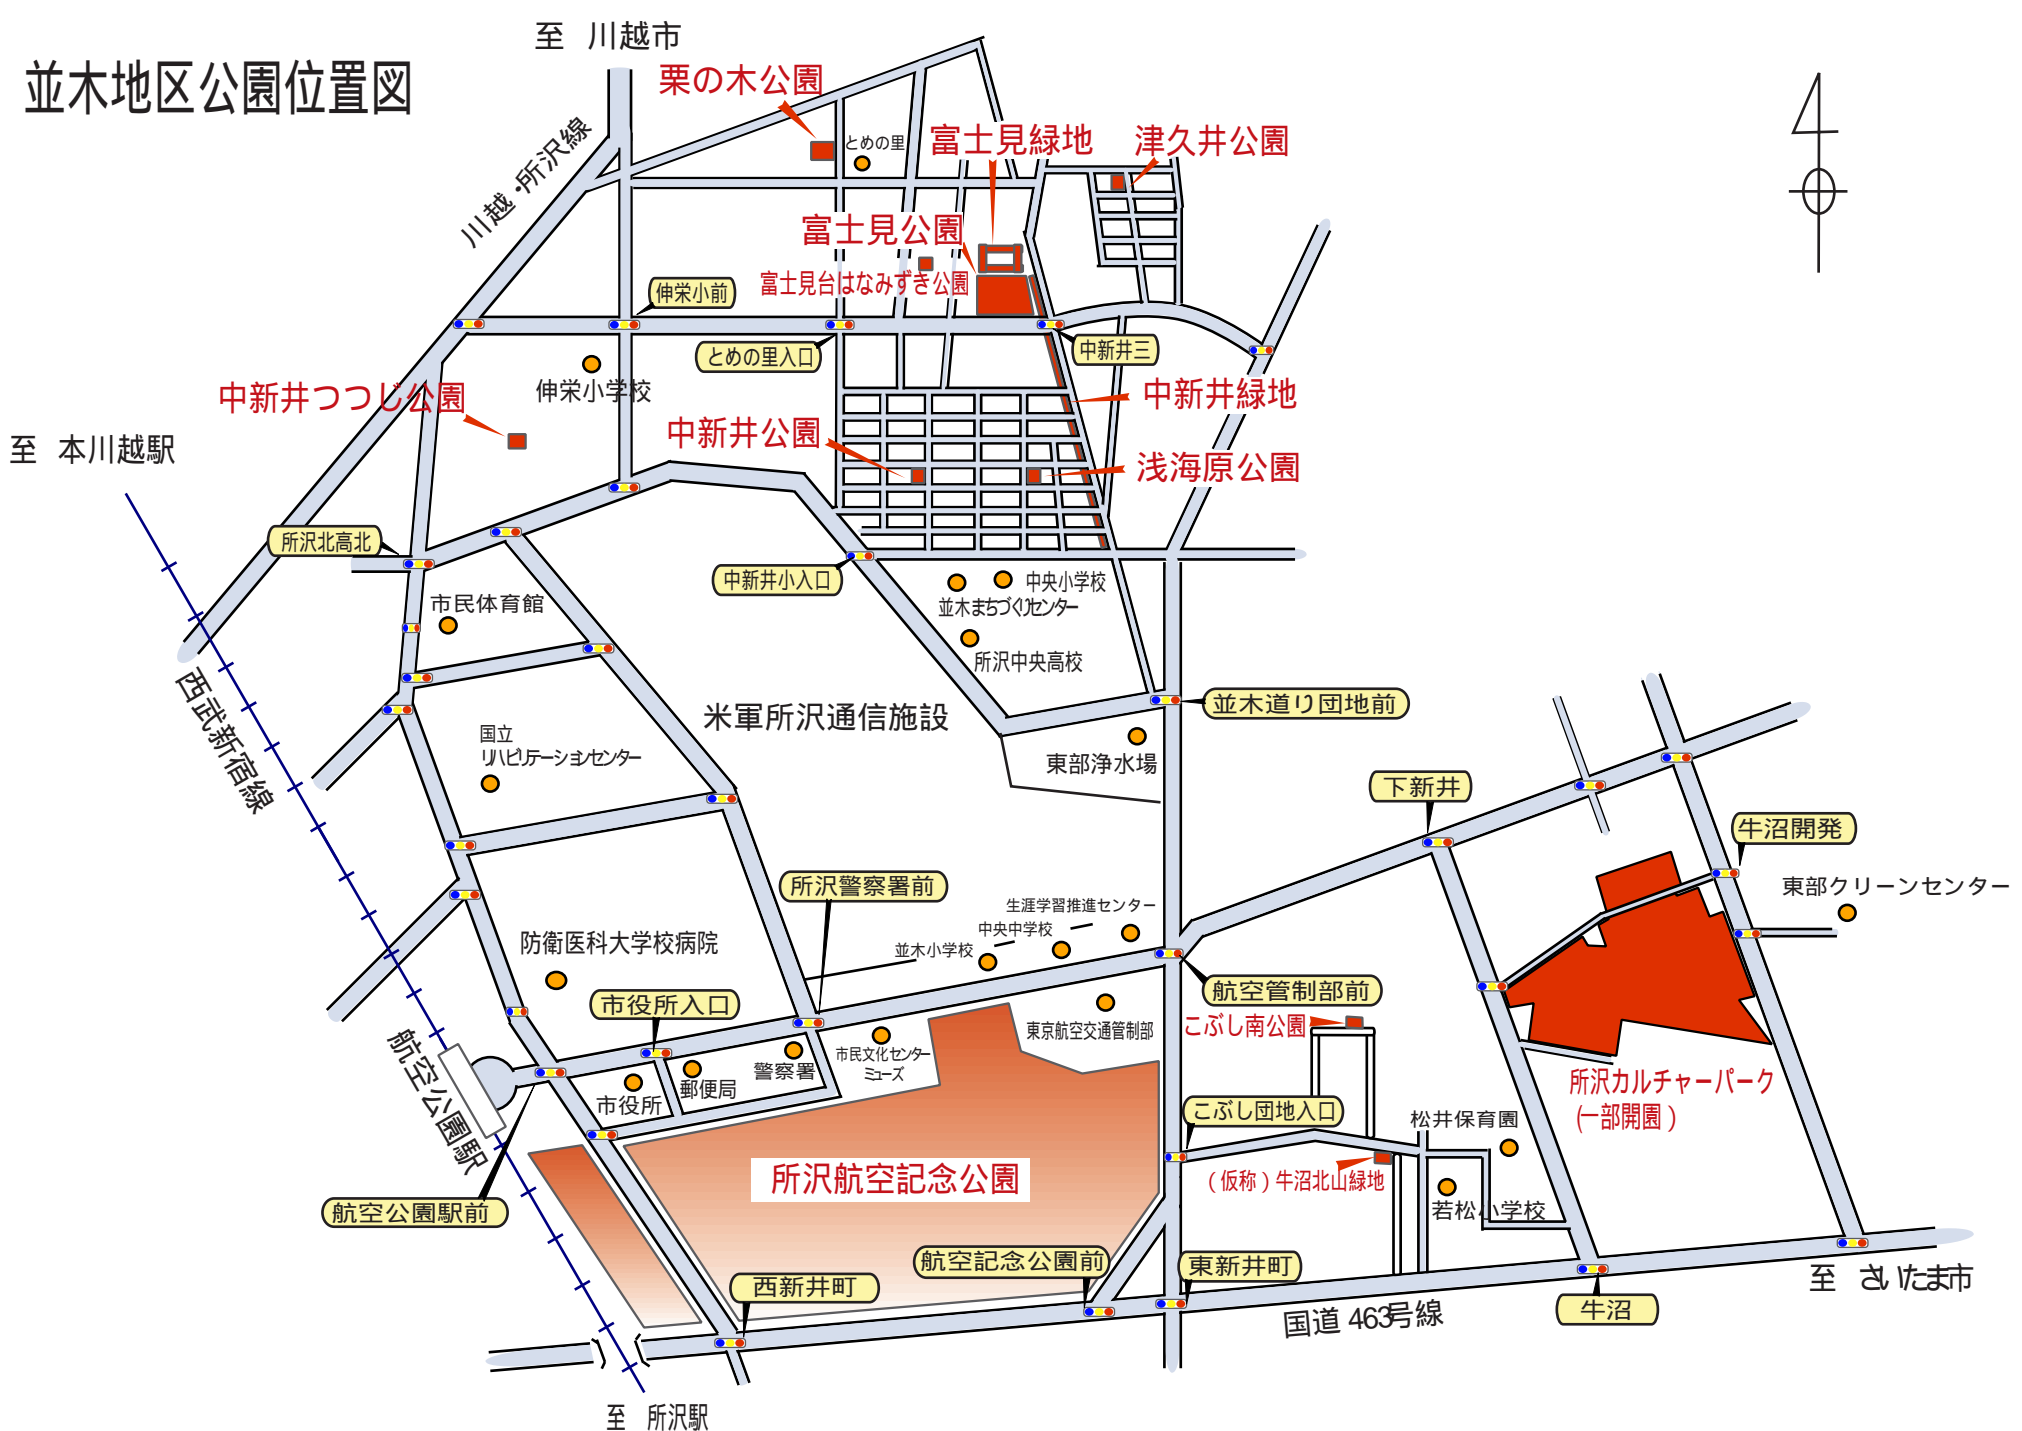 至 川越市
並木地区公園位置図
栗の木公園
川越・所沢線
とめの里
富士見緑地
津久井公園
富士見公園
富士見台はなみずき公園
伸栄小前
とめの里入口
中新井三
伸栄小学校
中新井つつじ公園
中新井緑地
中新井公園
至 本川越駅
浅海原公園
所沢北高北
中新井小入口
中央小学校
並木まちづくりセンター
市民体育館
所沢中央高校
西武新宿線
米軍所沢通信施設
並木道り団地前
国立
リハビリテーションセンター
東部浄水場
下新井
牛沼開発
所沢警察署前
東部クリーンセンター
生涯学習推進センター
中央中学校
並木小学校
防衛医科大学校病院
市役所入口
航空管制部前
こぶし南公園
東京航空交通管制部
市民文化センター
ミューズ
警察署
郵便局
市役所
航空公園駅
所沢カルチャーパーク
(一部開園)
こぶし団地入口
松井保育園
所沢航空記念公園
(仮称)牛沼北山緑地
若松小学校
航空公園駅前
航空記念公園前
東新井町
西新井町
至 さいたま市
国道463号線
牛沼
至 所沢駅